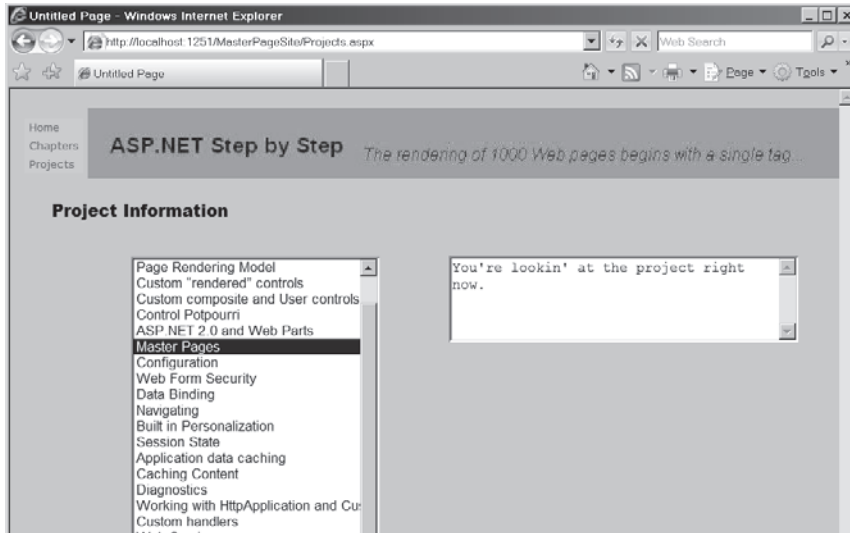 Untitled Page - Windows Internet Explorer
http://localhost:1251/MasterPageSite/Projects.aspx
Web Search
Untitled Page
Page
Tools
Home
Chapters
Projects
ASP.NET Step by Step
The rendering of 1000 Web pages begins with a single tag...
Project Information
Page Rendering Model
Custom "rendered" controls
Custom composite and User controls
Control Potpourri
ASP.NET 2.0 and Web Parts
Master Pages
Configuration
Web Form Security
Data Binding
Navigating
Built in Personalization
Session State
Application data caching
Caching Content
Diagnostics
Working with HttpApplication and Cu
Custom handlers
You're lookin' at the project right
now.